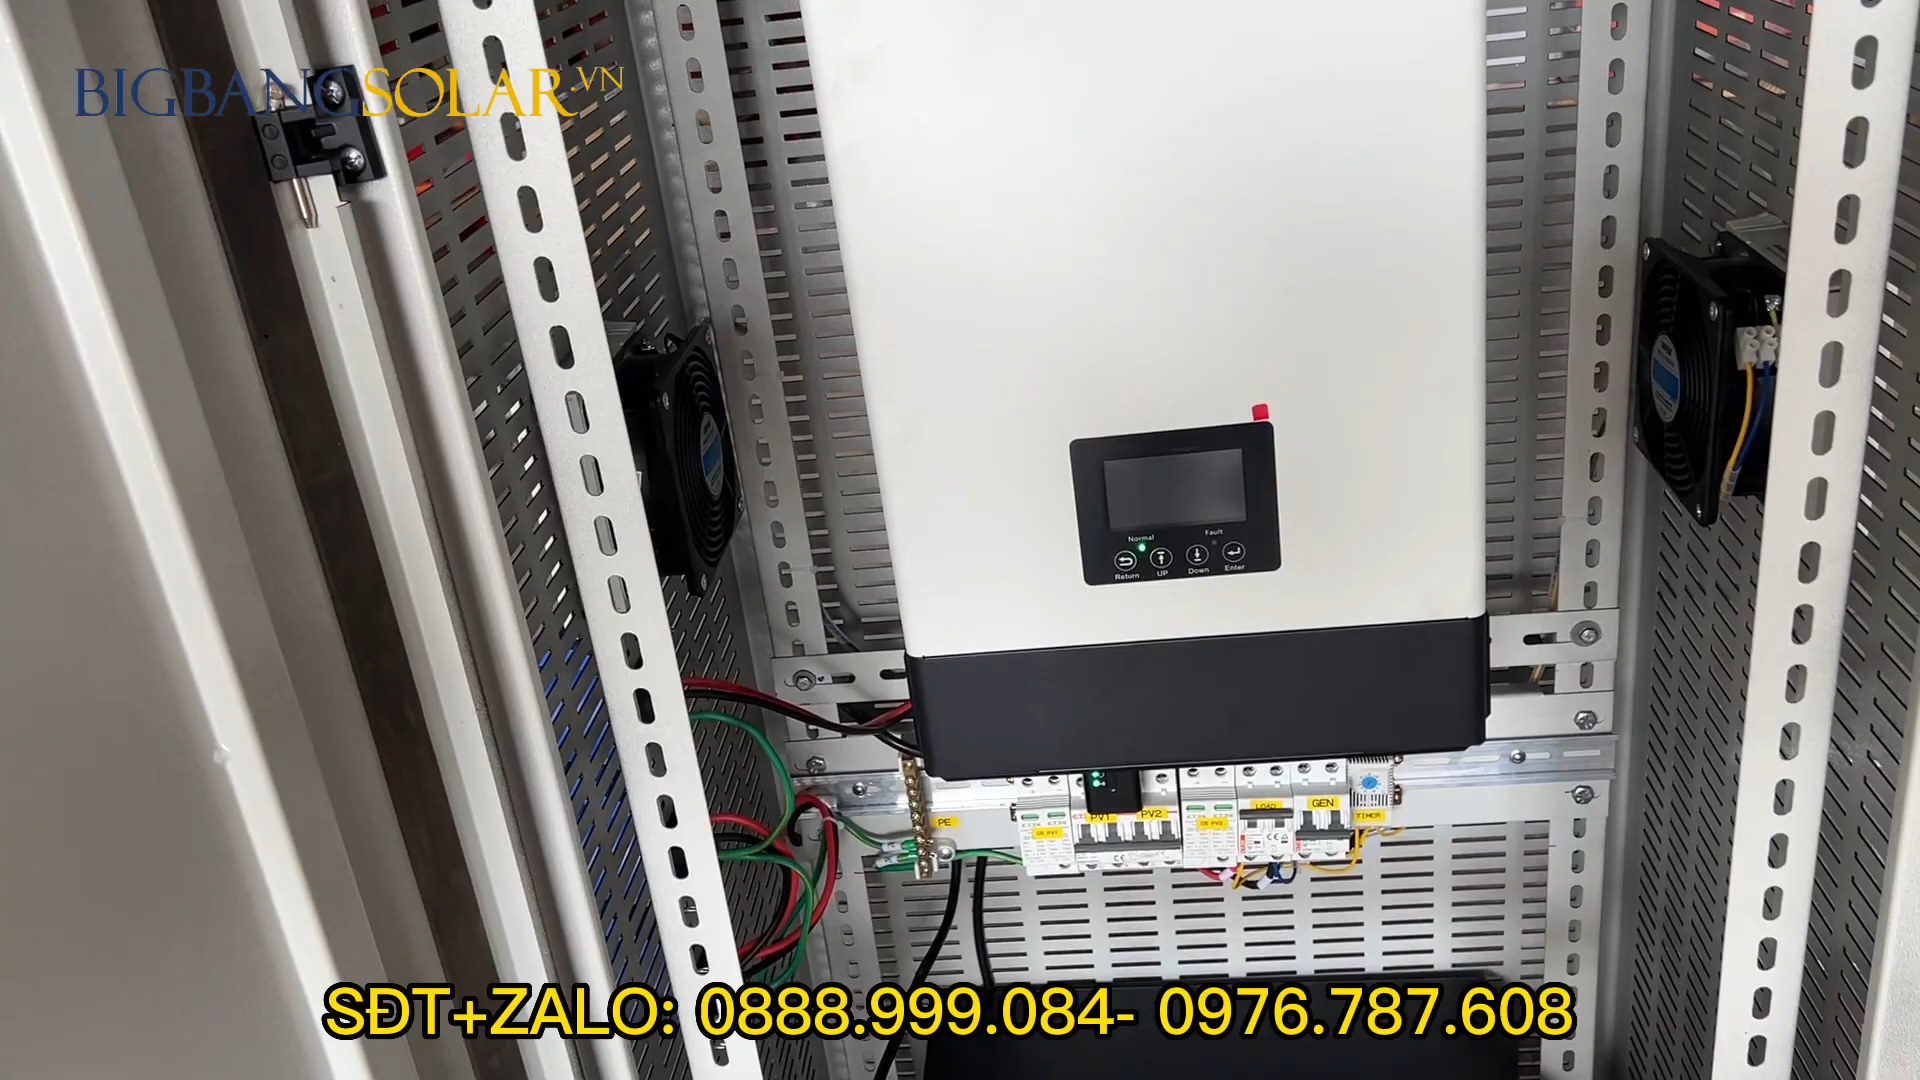 BIGBANGSOLAR.VN
Normal
Fault
Return
UP
Down
Enter
PE
PV1
PV2
LOAD
GEN
TIMER
SĐT+ZALO: 0888.999.084- 0976.787.608